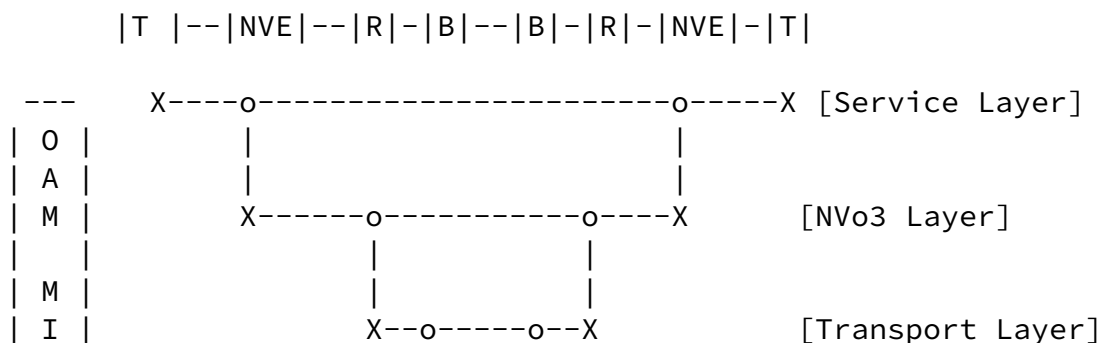 |T |--|NVE|--|R|-|B|--|B|-|R|-|NVE|-|T|
--- X----o-----------------------o-----X [Service Layer]
| O | | |
| A | | |
| M | X------o-----------o----X [NVo3 Layer]
| | | |
| M | | |
| I | X--o-----o--X [Transport Layer]